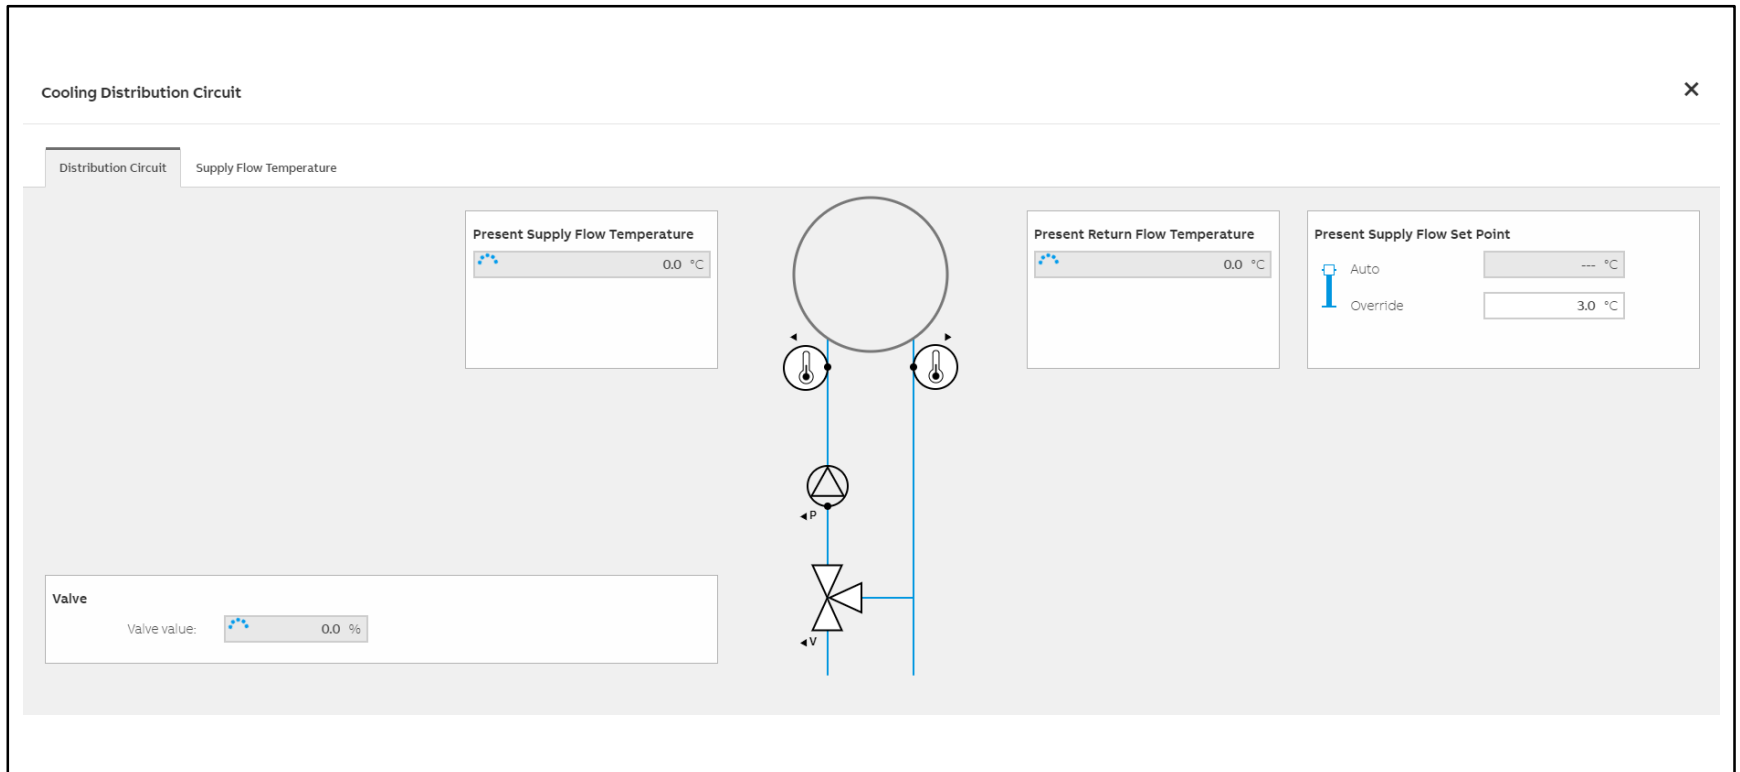 Cooling Distribution Circuit
Distribution Circuit
Supply Flow Temperature
Present Supply Flow Temperature
0.0 °C
Present Return Flow Temperature
0.0 °C
Present Supply Flow Set Point
Auto
--- °C
Override
3.0 °C
P
Valve
Valve value:
0.0 %
V